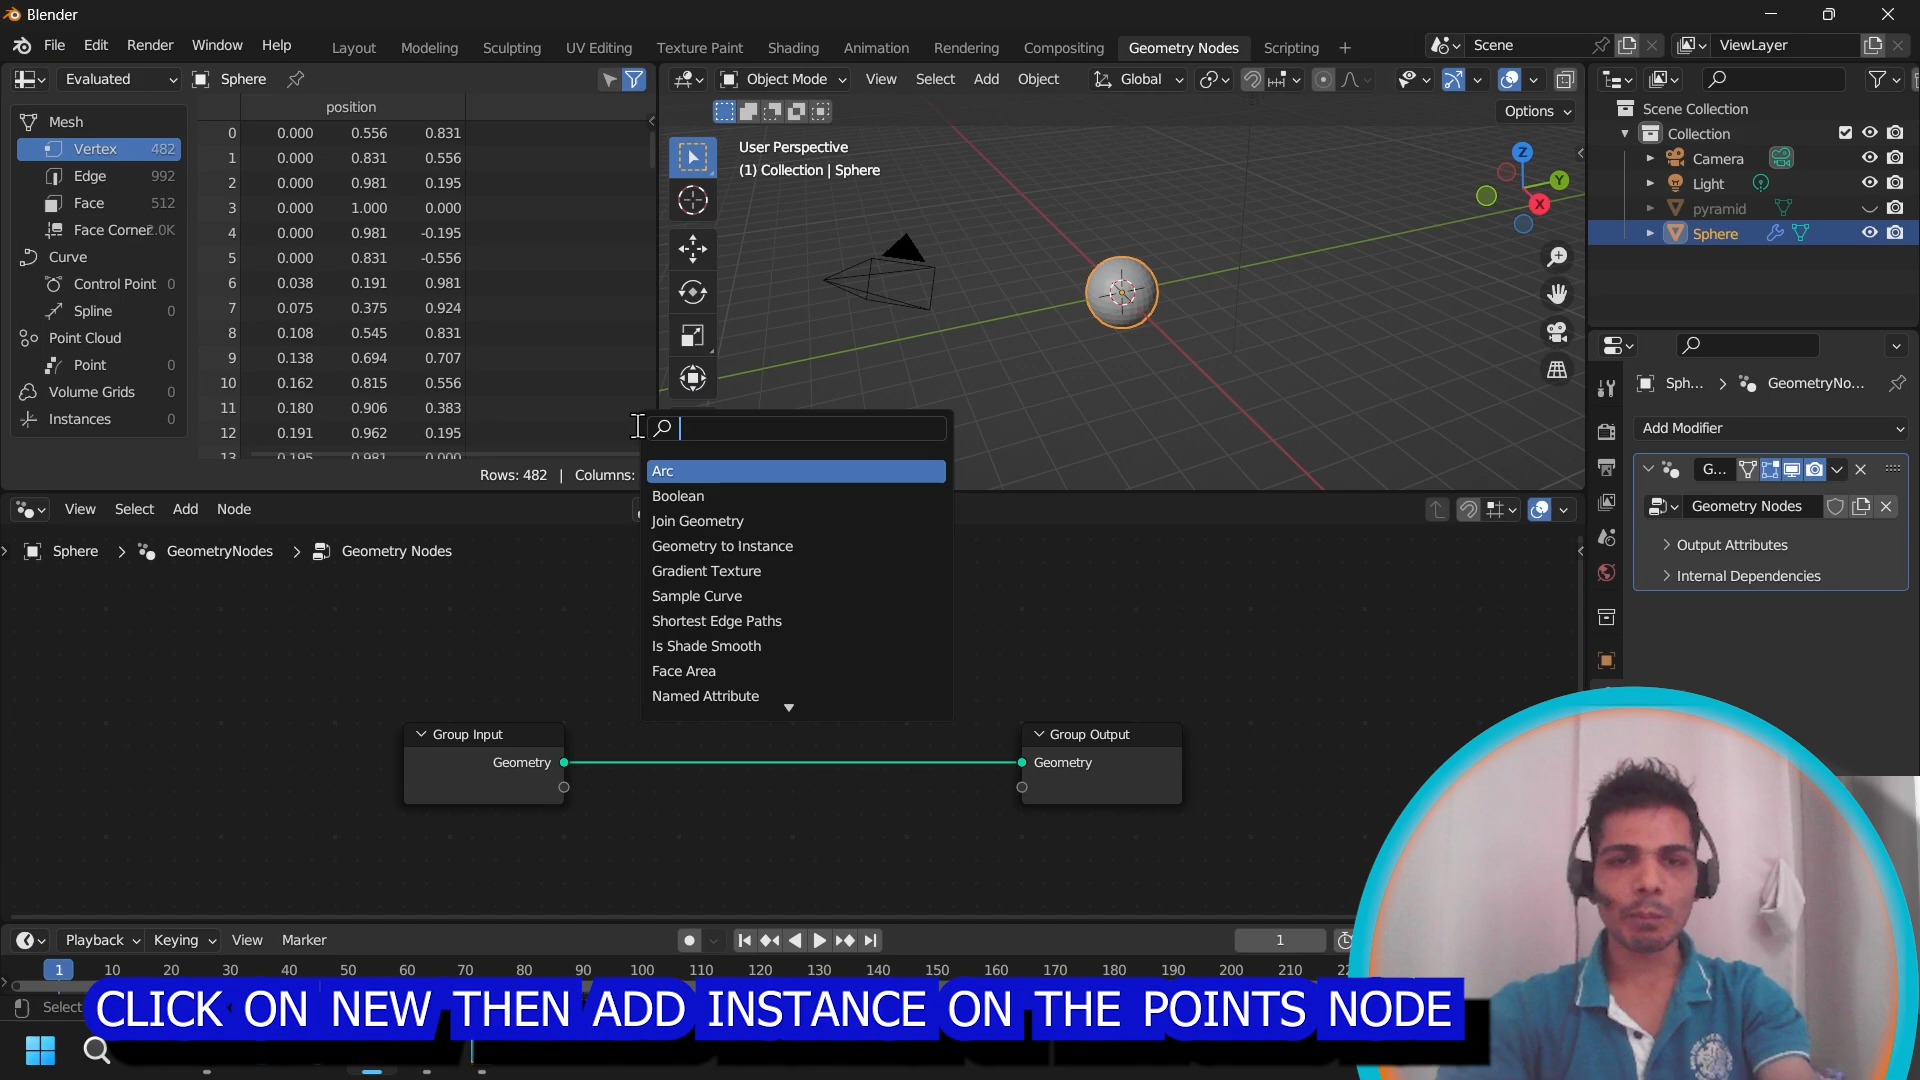 Blender
File Edit Render Window Help
Layout Modeling Sculpting UV Editing Texture Paint Shading Animation Rendering Compositing Geometry Nodes Scripting +
Scene
ViewLayer
Evaluated Sphere
Object Mode View Select Add Object Global
Options
position
Mesh
Vertex 482
Edge 992
Face 512
Face Corner 2.0K
Curve
Control Point 0
Spline 0
Point Cloud
Point 0
Volume Grids 0
Instances 0
0 0.000 0.556 0.831
1 0.000 0.831 0.556
2 0.000 0.981 0.195
3 0.000 1.000 0.000
4 0.000 0.981 -0.195
5 0.000 0.831 -0.556
6 0.038 0.191 0.981
7 0.075 0.375 0.924
8 0.108 0.545 0.831
9 0.138 0.694 0.707
10 0.162 0.815 0.556
11 0.180 0.906 0.383
12 0.191 0.962 0.195
13 0.195 0.981 0.000
Rows: 482 | Columns:
User Perspective
(1) Collection | Sphere
Z
Y
X
Scene Collection
Collection
Camera
Light
pyramid
Sphere
Sph... > GeometryNo...
Add Modifier
G...
Geometry Nodes
Output Attributes
Internal Dependencies
Arc
Boolean
Join Geometry
Geometry to Instance
Gradient Texture
Sample Curve
Shortest Edge Paths
Is Shade Smooth
Face Area
Named Attribute
View Select Add Node
Sphere > GeometryNodes > Geometry Nodes
Group Input
Geometry
Group Output
Geometry
Playback Keying View Marker
1
1 10 20 30 40 50 60 70 80 90 100 110 120 130 140 150 160 170 180 190 200 210
Select
CLICK ON NEW THEN ADD INSTANCE ON THE POINTS NODE